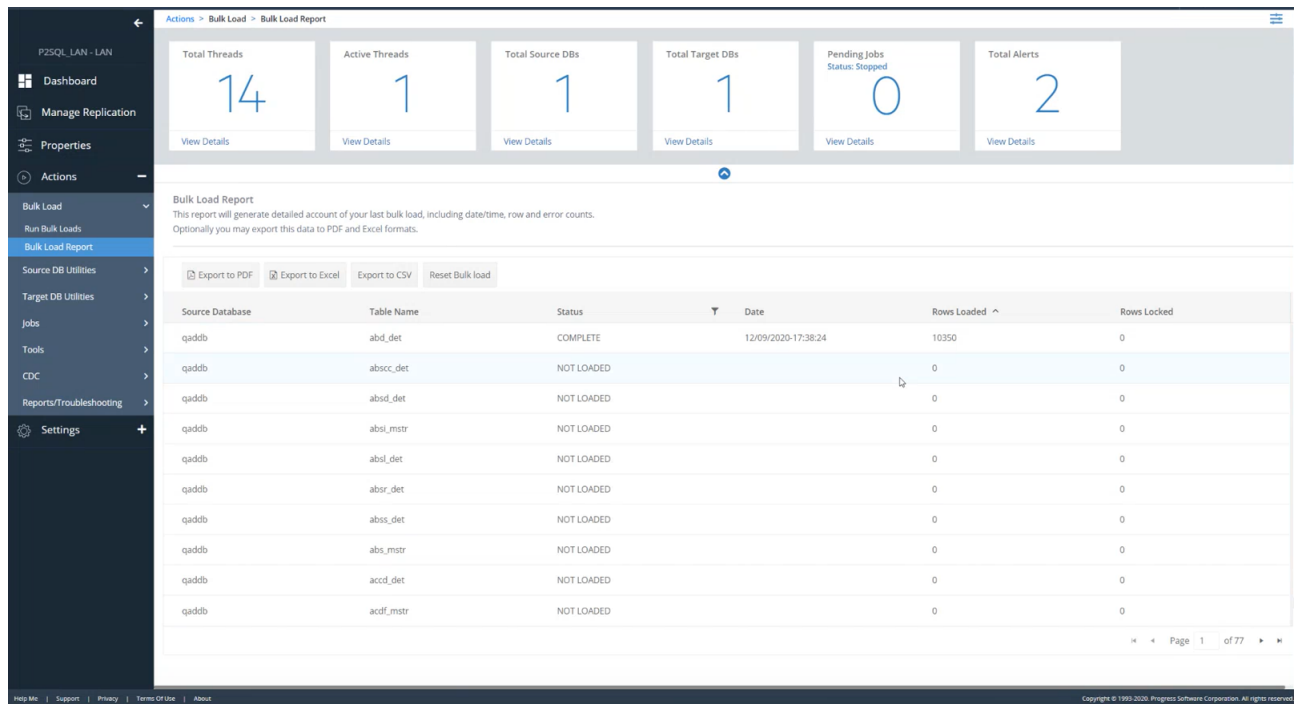 Actions > Bulk Load > Bulk Load Report
P2SQL_LAN - LAN
Dashboard
Manage Replication
Properties
Actions
Bulk Load
Run Bulk Loads
Bulk Load Report
Source DB Utilities
Target DB Utilities
Jobs
Tools
CDC
Reports/Troubleshooting
Settings
Total Threads
14
View Details
Active Threads
1
View Details
Total Source DBs
1
View Details
Total Target DBs
1
View Details
Pending Jobs
Status: Stopped
0
View Details
Total Alerts
2
View Details
Bulk Load Report
This report will generate detailed account of your last bulk load, including date/time, row and error counts.
Optionally you may export this data to PDF and Excel formats.
Export to PDF Export to Excel Export to CSV Reset Bulk load
Source Database Table Name Status Date Rows Loaded Rows Locked
qaddb abd_det COMPLETE 12/09/2020-17:38:24 10350 0
qaddb abscc_det NOT LOADED 0 0
qaddb absd_det NOT LOADED 0 0
qaddb absi_mstr NOT LOADED 0 0
qaddb absl_det NOT LOADED 0 0
qaddb absr_det NOT LOADED 0 0
qaddb abss_det NOT LOADED 0 0
qaddb abs_mstr NOT LOADED 0 0
qaddb accd_det NOT LOADED 0 0
qaddb acdf_mstr NOT LOADED 0 0
Page 1 of 77
Help Me | Support | Privacy | Terms Of Use | About
Copyright © 1993-2020. Progress Software Corporation. All rights reserved